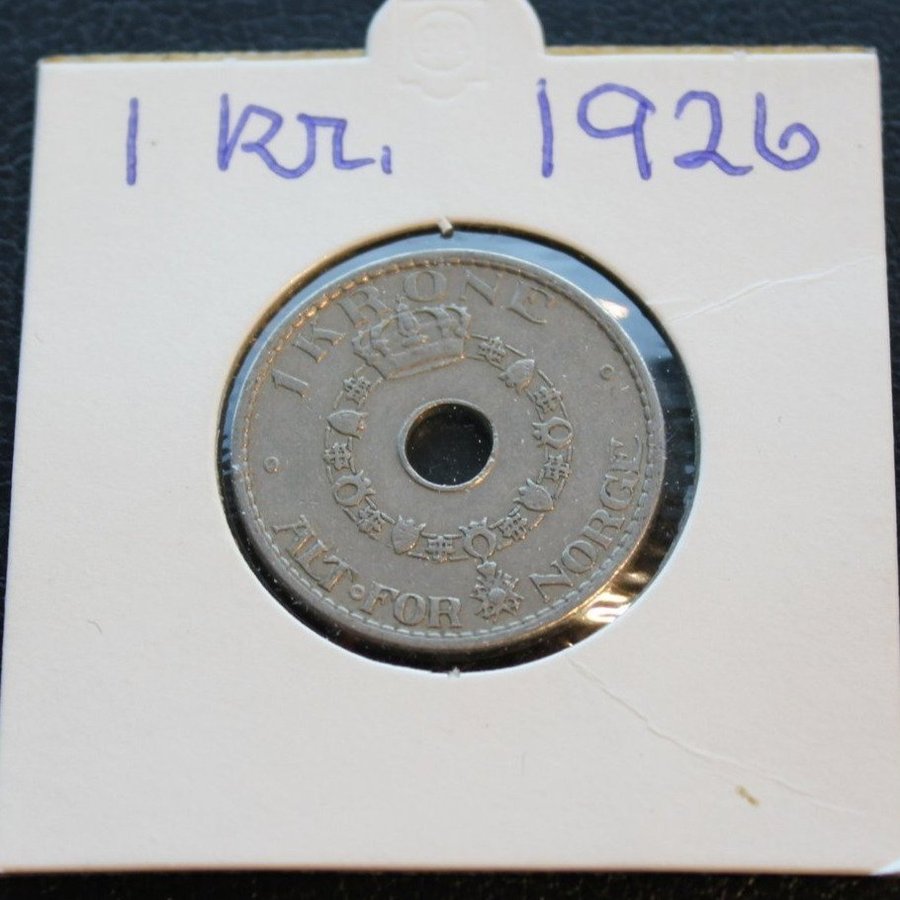 1 Kr. 1926
1 KRONE
ALT • FOR NORGE